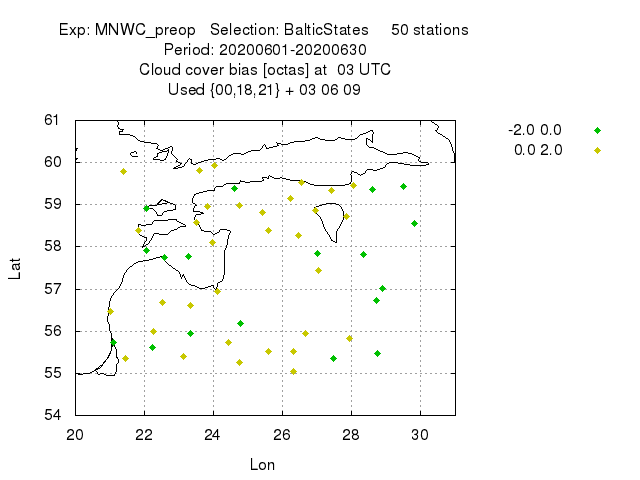 Exp: MNWC_preop Selection: BalticStates 50 stations
Period: 20200601-20200630
Cloud cover bias [octas] at 03 UTC
Used {00,18,21} + 03 06 09
-2.0 0.0
0.0 2.0
61
60
59
58
57
56
55
54
Lat
20 22 24 26 28 30
Lon